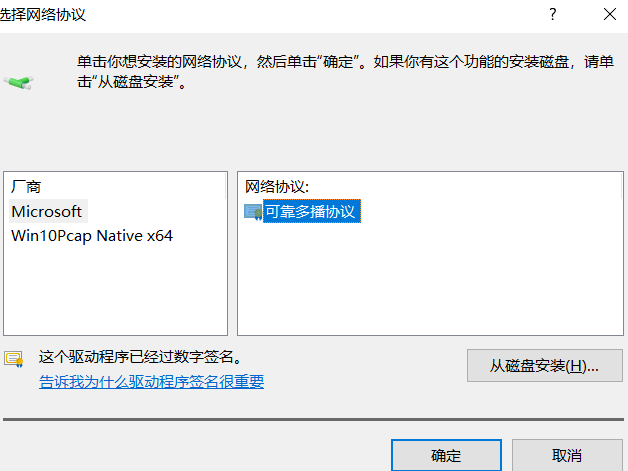 选择网络协议
?
单击你想安装的网络协议，然后单击“确定”。如果你有这个功能的安装磁盘，请单
击“从磁盘安装”。
厂商
Microsoft
Win10Pcap Native x64
网络协议:
可靠多播协议
这个驱动程序已经过数字签名。
告诉我为什么驱动程序签名很重要
从磁盘安装(H)...
确定
取消